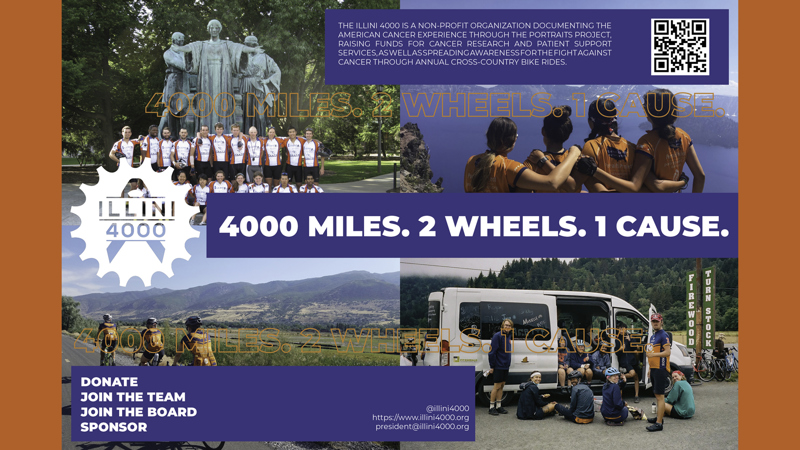 THE ILLINI 4000 IS A NON-PROFIT ORGANIZATION DOCUMENTING THE
AMERICAN CANCER EXPERIENCE THROUGH THE PORTRAITS PROJECT,
RAISING FUNDS FOR CANCER RESEARCH AND PATIENT SUPPORT
SERVICES, AS WELL AS SPREADING AWARENESS FOR THE FIGHT AGAINST
CANCER THROUGH ANNUAL CROSS-COUNTRY BIKE RIDES.
4000 MILES. 2 WHEELS. 1 CAUSE.
ILLINI
4000
4000 MILES. 2 WHEELS. 1 CAUSE.
FIREWOOD
TURN STOCK
4000 MILES. 2 WHEELS. 1 CAUSE.
DONATE
JOIN THE TEAM
JOIN THE BOARD
SPONSOR
@illini4000
https://www.illini4000.org
president@illini4000.org